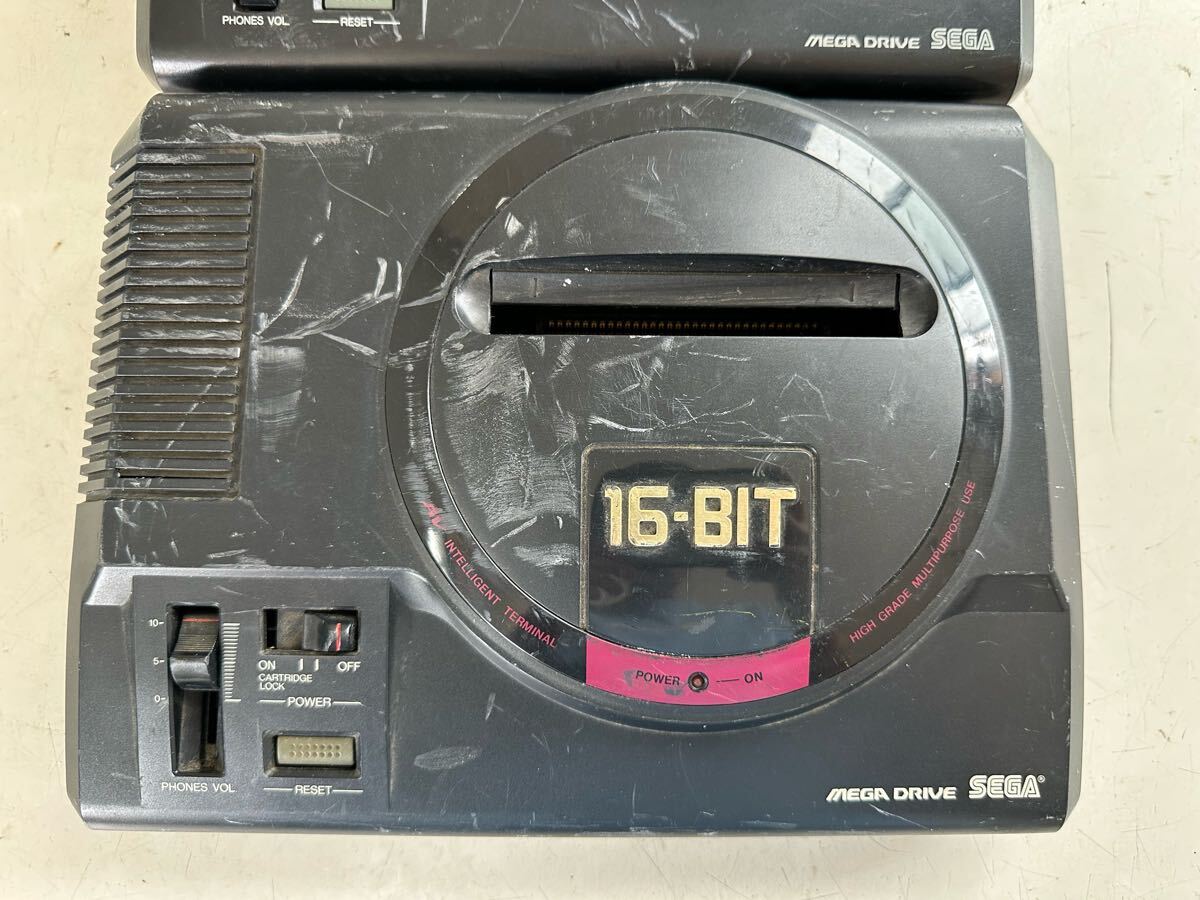 PHONES VOL
RESET
MEGA DRIVE SEGA
16-BIT
AV INTELLIGENT TERMINAL
HIGH GRADE MULTIPURPOSE USE
POWER ON
10
5
0
ON OFF
CARTRIDGE
LOCK
POWER
PHONES VOL
RESET
MEGA DRIVE SEGA®